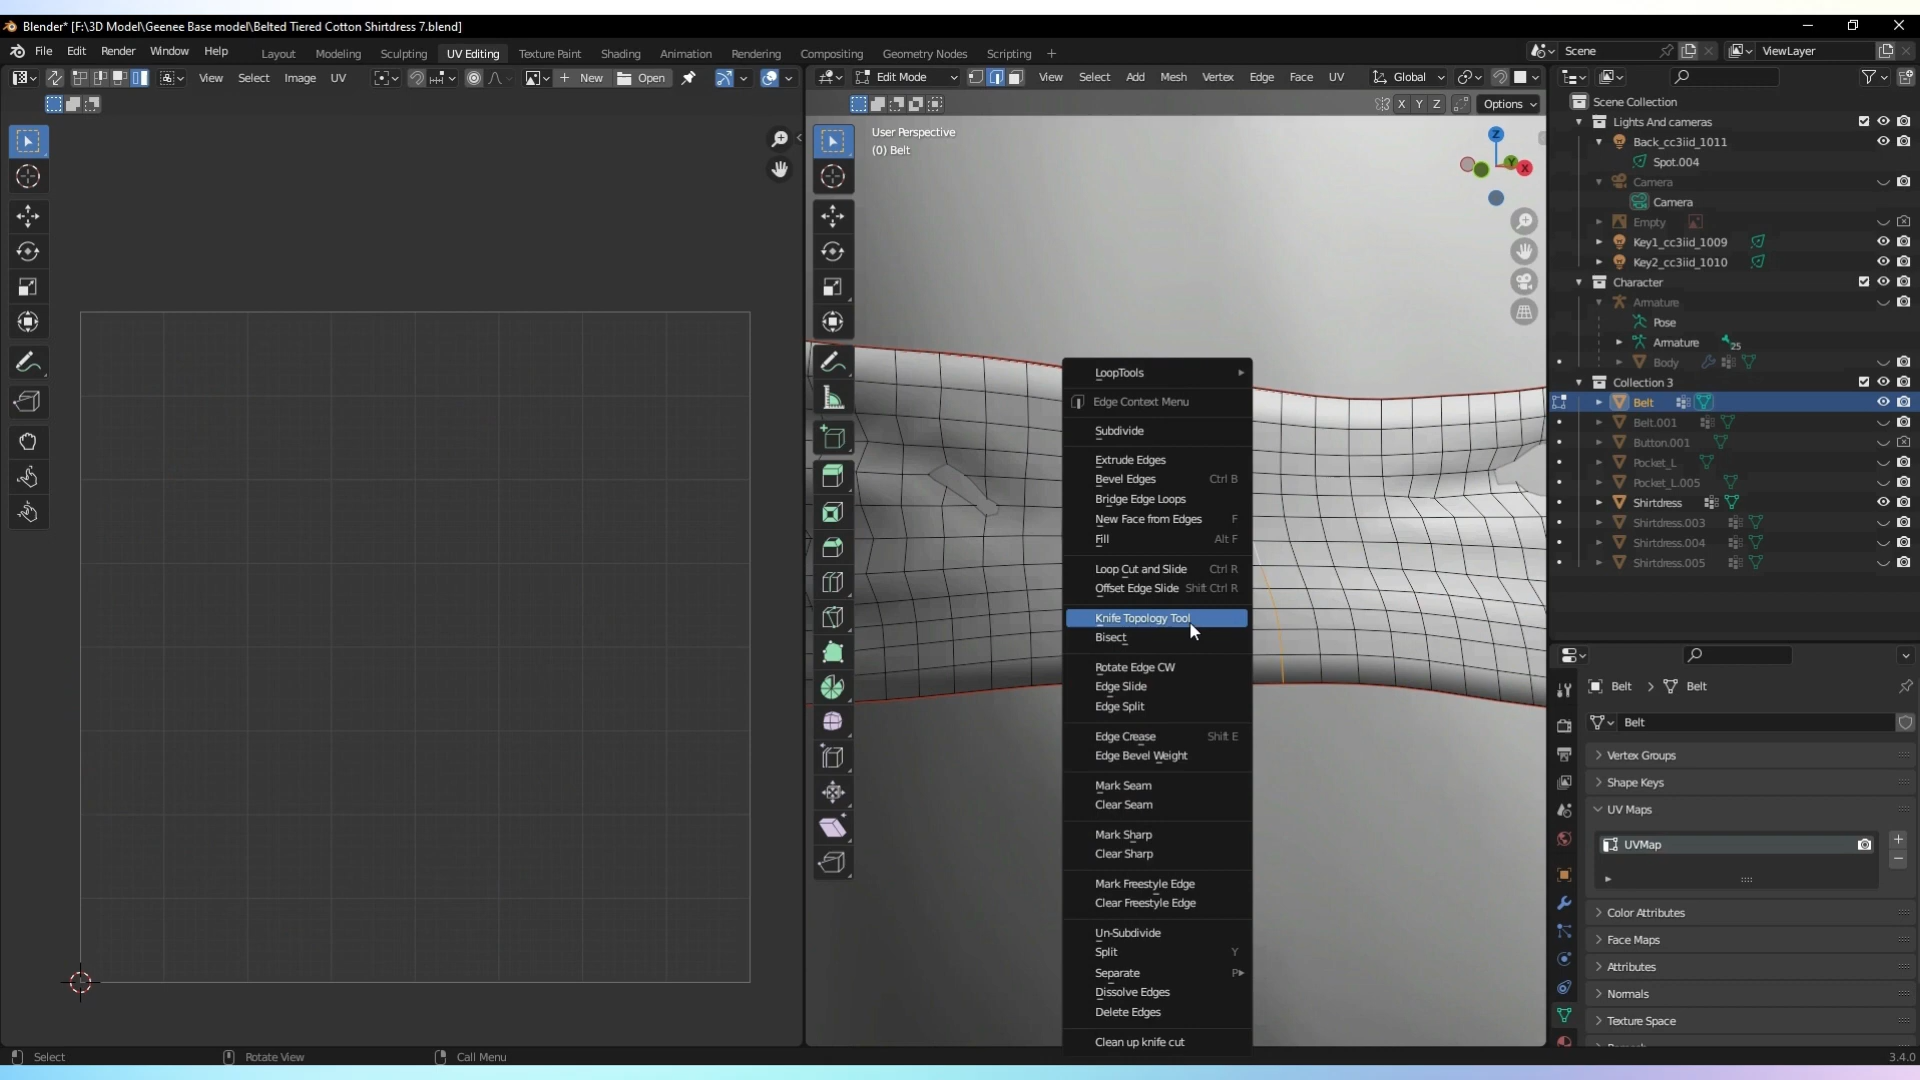 Blender* [F:\3D Model\Geenee Base model\Belted Tiered Cotton Shirtdress 7.blend]
File Edit Render Window Help Layout Modeling Sculpting UV Editing Texture Paint Shading Animation Rendering Compositing Geometry Nodes Scripting + Scene ViewLayer
View Select Image UV New Open
Edit Mode View Select Add Mesh Vertex Edge Face UV Global
X Y Z Options
User Perspective
(0) Belt
Z
Y
X
LoopTools
Edge Context Menu
Subdivide
Extrude Edges
Bevel Edges Ctrl B
Bridge Edge Loops
New Face from Edges F
Fill Alt F
Loop Cut and Slide Ctrl R
Offset Edge Slide Shift Ctrl R
Knife Topology Tool
Bisect
Rotate Edge CW
Edge Slide
Edge Split
Edge Crease Shift E
Edge Bevel Weight
Mark Seam
Clear Seam
Mark Sharp
Clear Sharp
Mark Freestyle Edge
Clear Freestyle Edge
Un-Subdivide
Split Y
Separate P
Dissolve Edges
Delete Edges
Clean up knife cut
Scene Collection
Lights And cameras
Back_cc3iid_1011
Spot.004
Camera
Camera
Empty
Key1_cc3iid_1009
Key2_cc3iid_1010
Character
Armature
Pose
Armature 25
Body
Collection 3
Belt
Belt.001
Button.001
Pocket_L
Pocket_L.005
Shirtdress
Shirtdress.003
Shirtdress.004
Shirtdress.005
Belt Belt
Belt
Vertex Groups
Shape Keys
UV Maps
UVMap
Color Attributes
Face Maps
Attributes
Normals
Texture Space
Select Rotate View Call Menu 3.4.0